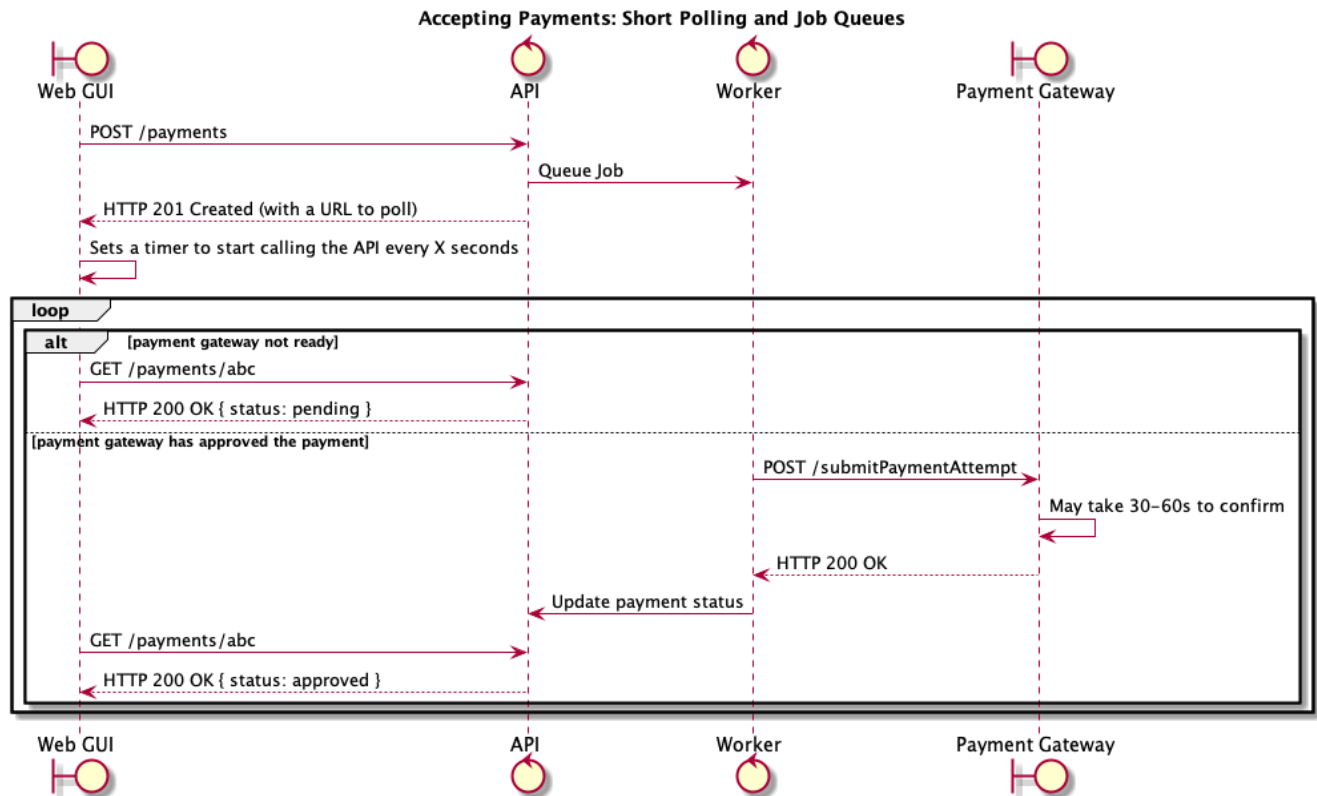 Accepting Payments: Short Polling and Job Queues
Web GUI
API
Worker
Payment Gateway
POST /payments
Queue Job
HTTP 201 Created (with a URL to poll)
Sets a timer to start calling the API every X seconds
loop
alt
[payment gateway not ready]
GET /payments/abc
HTTP 200 OK { status: pending }
[payment gateway has approved the payment]
POST /submitPaymentAttempt
May take 30-60s to confirm
HTTP 200 OK
Update payment status
GET /payments/abc
HTTP 200 OK { status: approved }
Web GUI
API
Worker
Payment Gateway